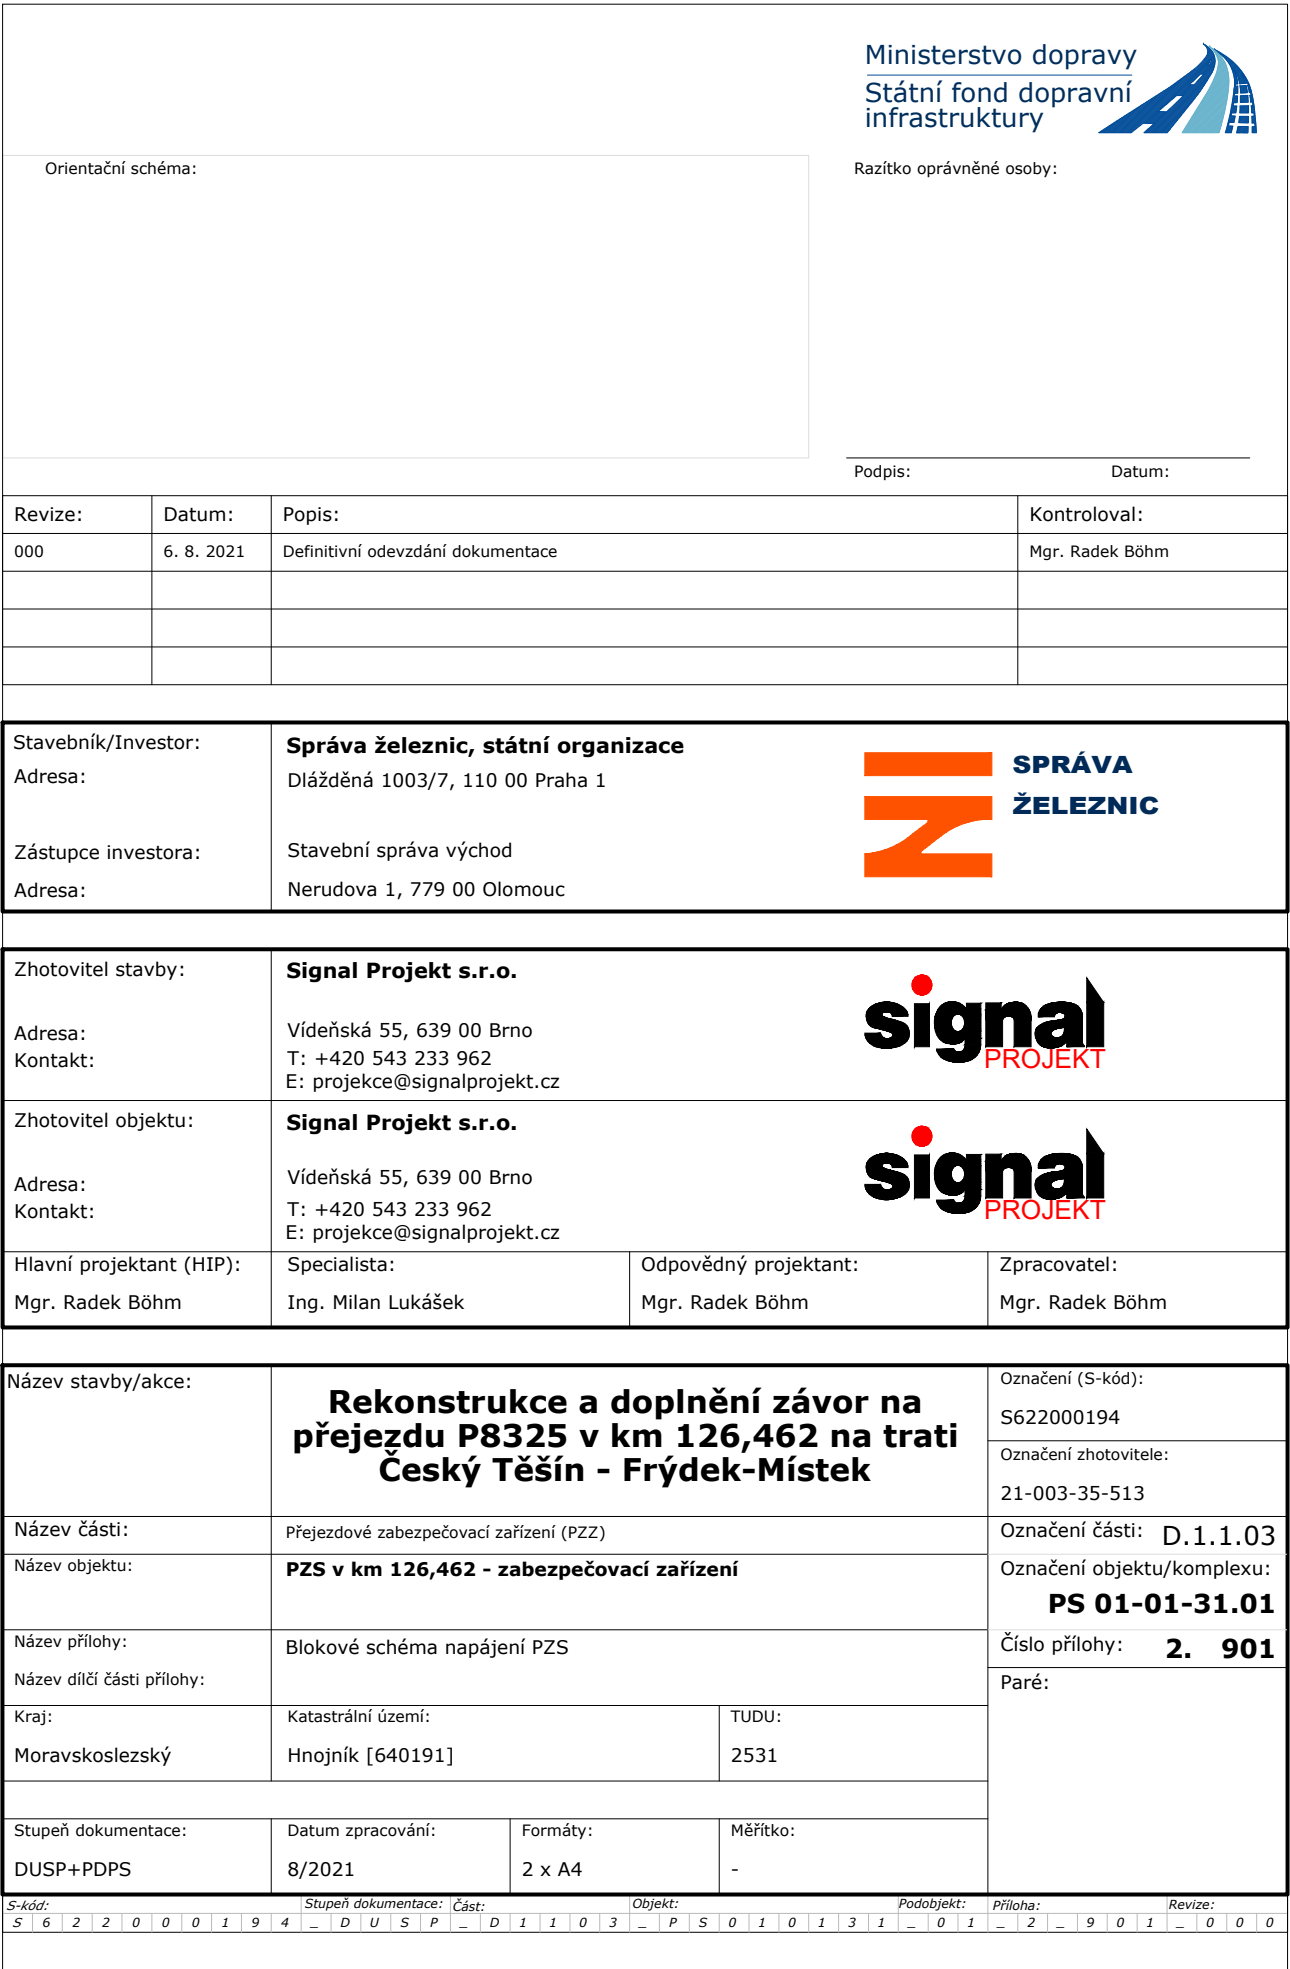 Ministerstvo dopravy
Státní fond dopravní
infrastruktury
Orientační schéma:
Razítko oprávněné osoby:
Podpis: Datum:
Revize: Datum: Popis: Kontroloval:
000 6. 8. 2021 Definitivní odevzdání dokumentace Mgr. Radek Böhm
Stavebník/Investor: Správa železnic, státní organizace
Adresa: Dlážděná 1003/7, 110 00 Praha 1
SPRÁVA
ŽELEZNIC
Zástupce investora: Stavební správa východ
Adresa: Nerudova 1, 779 00 Olomouc
Zhotovitel stavby: Signal Projekt s.r.o.
Adresa: Vídeňská 55, 639 00 Brno
Kontakt: T: +420 543 233 962
E: projekce@signalprojekt.cz
signal
PROJEKT
Zhotovitel objektu: Signal Projekt s.r.o.
Adresa: Vídeňská 55, 639 00 Brno
Kontakt: T: +420 543 233 962
E: projekce@signalprojekt.cz
signal
PROJEKT
Hlavní projektant (HIP): Specialista: Odpovědný projektant: Zpracovatel:
Mgr. Radek Böhm Ing. Milan Lukášek Mgr. Radek Böhm Mgr. Radek Böhm
Název stavby/akce:
Rekonstrukce a doplnění závor na
přejezdu P8325 v km 126,462 na trati
Český Těšín - Frýdek-Místek
Označení (S-kód):
S622000194
Označení zhotovitele:
21-003-35-513
Název části: Přejezdové zabezpečovací zařízení (PZZ) Označení části: D.1.1.03
Název objektu: PZS v km 126,462 - zabezpečovací zařízení Označení objektu/komplexu:
PS 01-01-31.01
Název přílohy: Blokové schéma napájení PZS Číslo přílohy: 2. 901
Název dílčí části přílohy: Paré:
Kraj: Katastrální území: TUDU:
Moravskoslezský Hnojník [640191] 2531
Stupeň dokumentace: Datum zpracování: Formáty: Měřítko:
DUSP+PDPS 8/2021 2 x A4 -
S-kód: Stupeň dokumentace: Část: Objekt: Podobjekt: Příloha: Revize:
S 6 2 2 0 0 0 1 9 4 _ D U S P _ D 1 1 0 3 _ P S 0 1 0 1 3 1 _ 0 1 _ 2 _ 9 0 1 _ 0 0 0